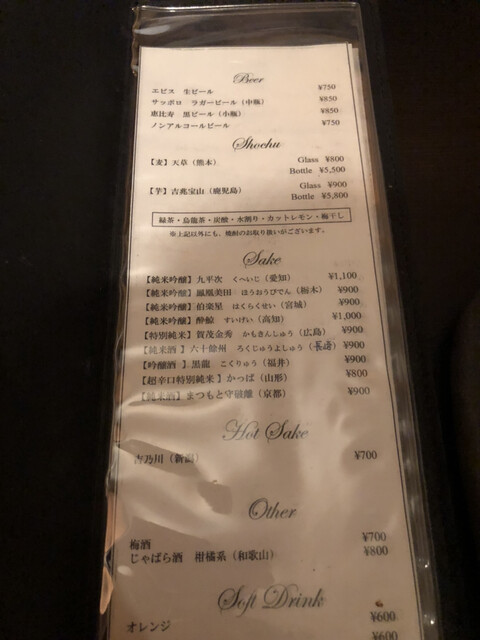 Beer
エビス 生ビール ¥750
サッポロ ラガービール（中瓶） ¥850
恵比寿 黒ビール（小瓶） ¥850
ノンアルコールビール ¥750
Shochu
【麦】天草（熊本） Glass ¥800
Bottle ¥5,500
【芋】吉兆宝山（鹿児島） Glass ¥900
Bottle ¥5,800
緑茶・烏龍茶・炭酸・水割り・カットレモン・梅干し
※上記以外にも、焼酎のお取り扱いがございます。
Sake
【純米吟醸】九平次 くへいじ（愛知） ¥1,100
【純米吟醸】鳳凰美田 ほうおうびでん（栃木） ¥900
【純米吟醸】伯楽星 はくらくせい（宮城） ¥900
【純米吟醸】酔鯨 すいげい（高知） ¥1,000
【特別純米】賀茂金秀 かもきんしゅう（広島） ¥900
【純米酒】六十餘州 ろくじゅうよしゅう（長崎） ¥900
【吟醸酒】黒龍 こくりゅう（福井） ¥900
【超辛口特別純米】かっぱ（山形） ¥800
【純米酒】まつもと守破離（京都） ¥900
Hot Sake
吉乃川（新潟） ¥700
Other
梅酒 ¥700
じゃばら酒 柑橘系（和歌山） ¥800
Soft Drink
オレンジ ¥600
¥600